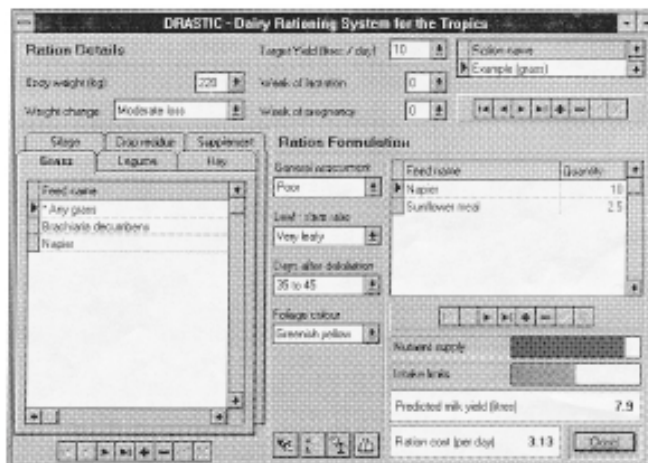 DRASTIC - Dairy Rationing System for the Tropics
Ration Details
Target Yield (litres / day) 10
Ration name
Example (grass)
Body weight (kg) 220
Week of lactation 0
Weight change Moderate loss
Week of pregnancy 0
Silage Crop residue Supplement
Grass Legume Hay
Feed name
* Any grass
Brachiaria decumbens
Napier
Ration Formulation
General assessment
Poor
Leaf : stem ratio
Very leafy
Days after defoliation
35 to 45
Foliage colour
Greenish yellow
Feed name Quantity
Napier 10
Sunflower meal 2.5
Nutrient supply
Intake limits
Predicted milk yield (litres) 7.9
Ration cost (per day) 3.13
Close